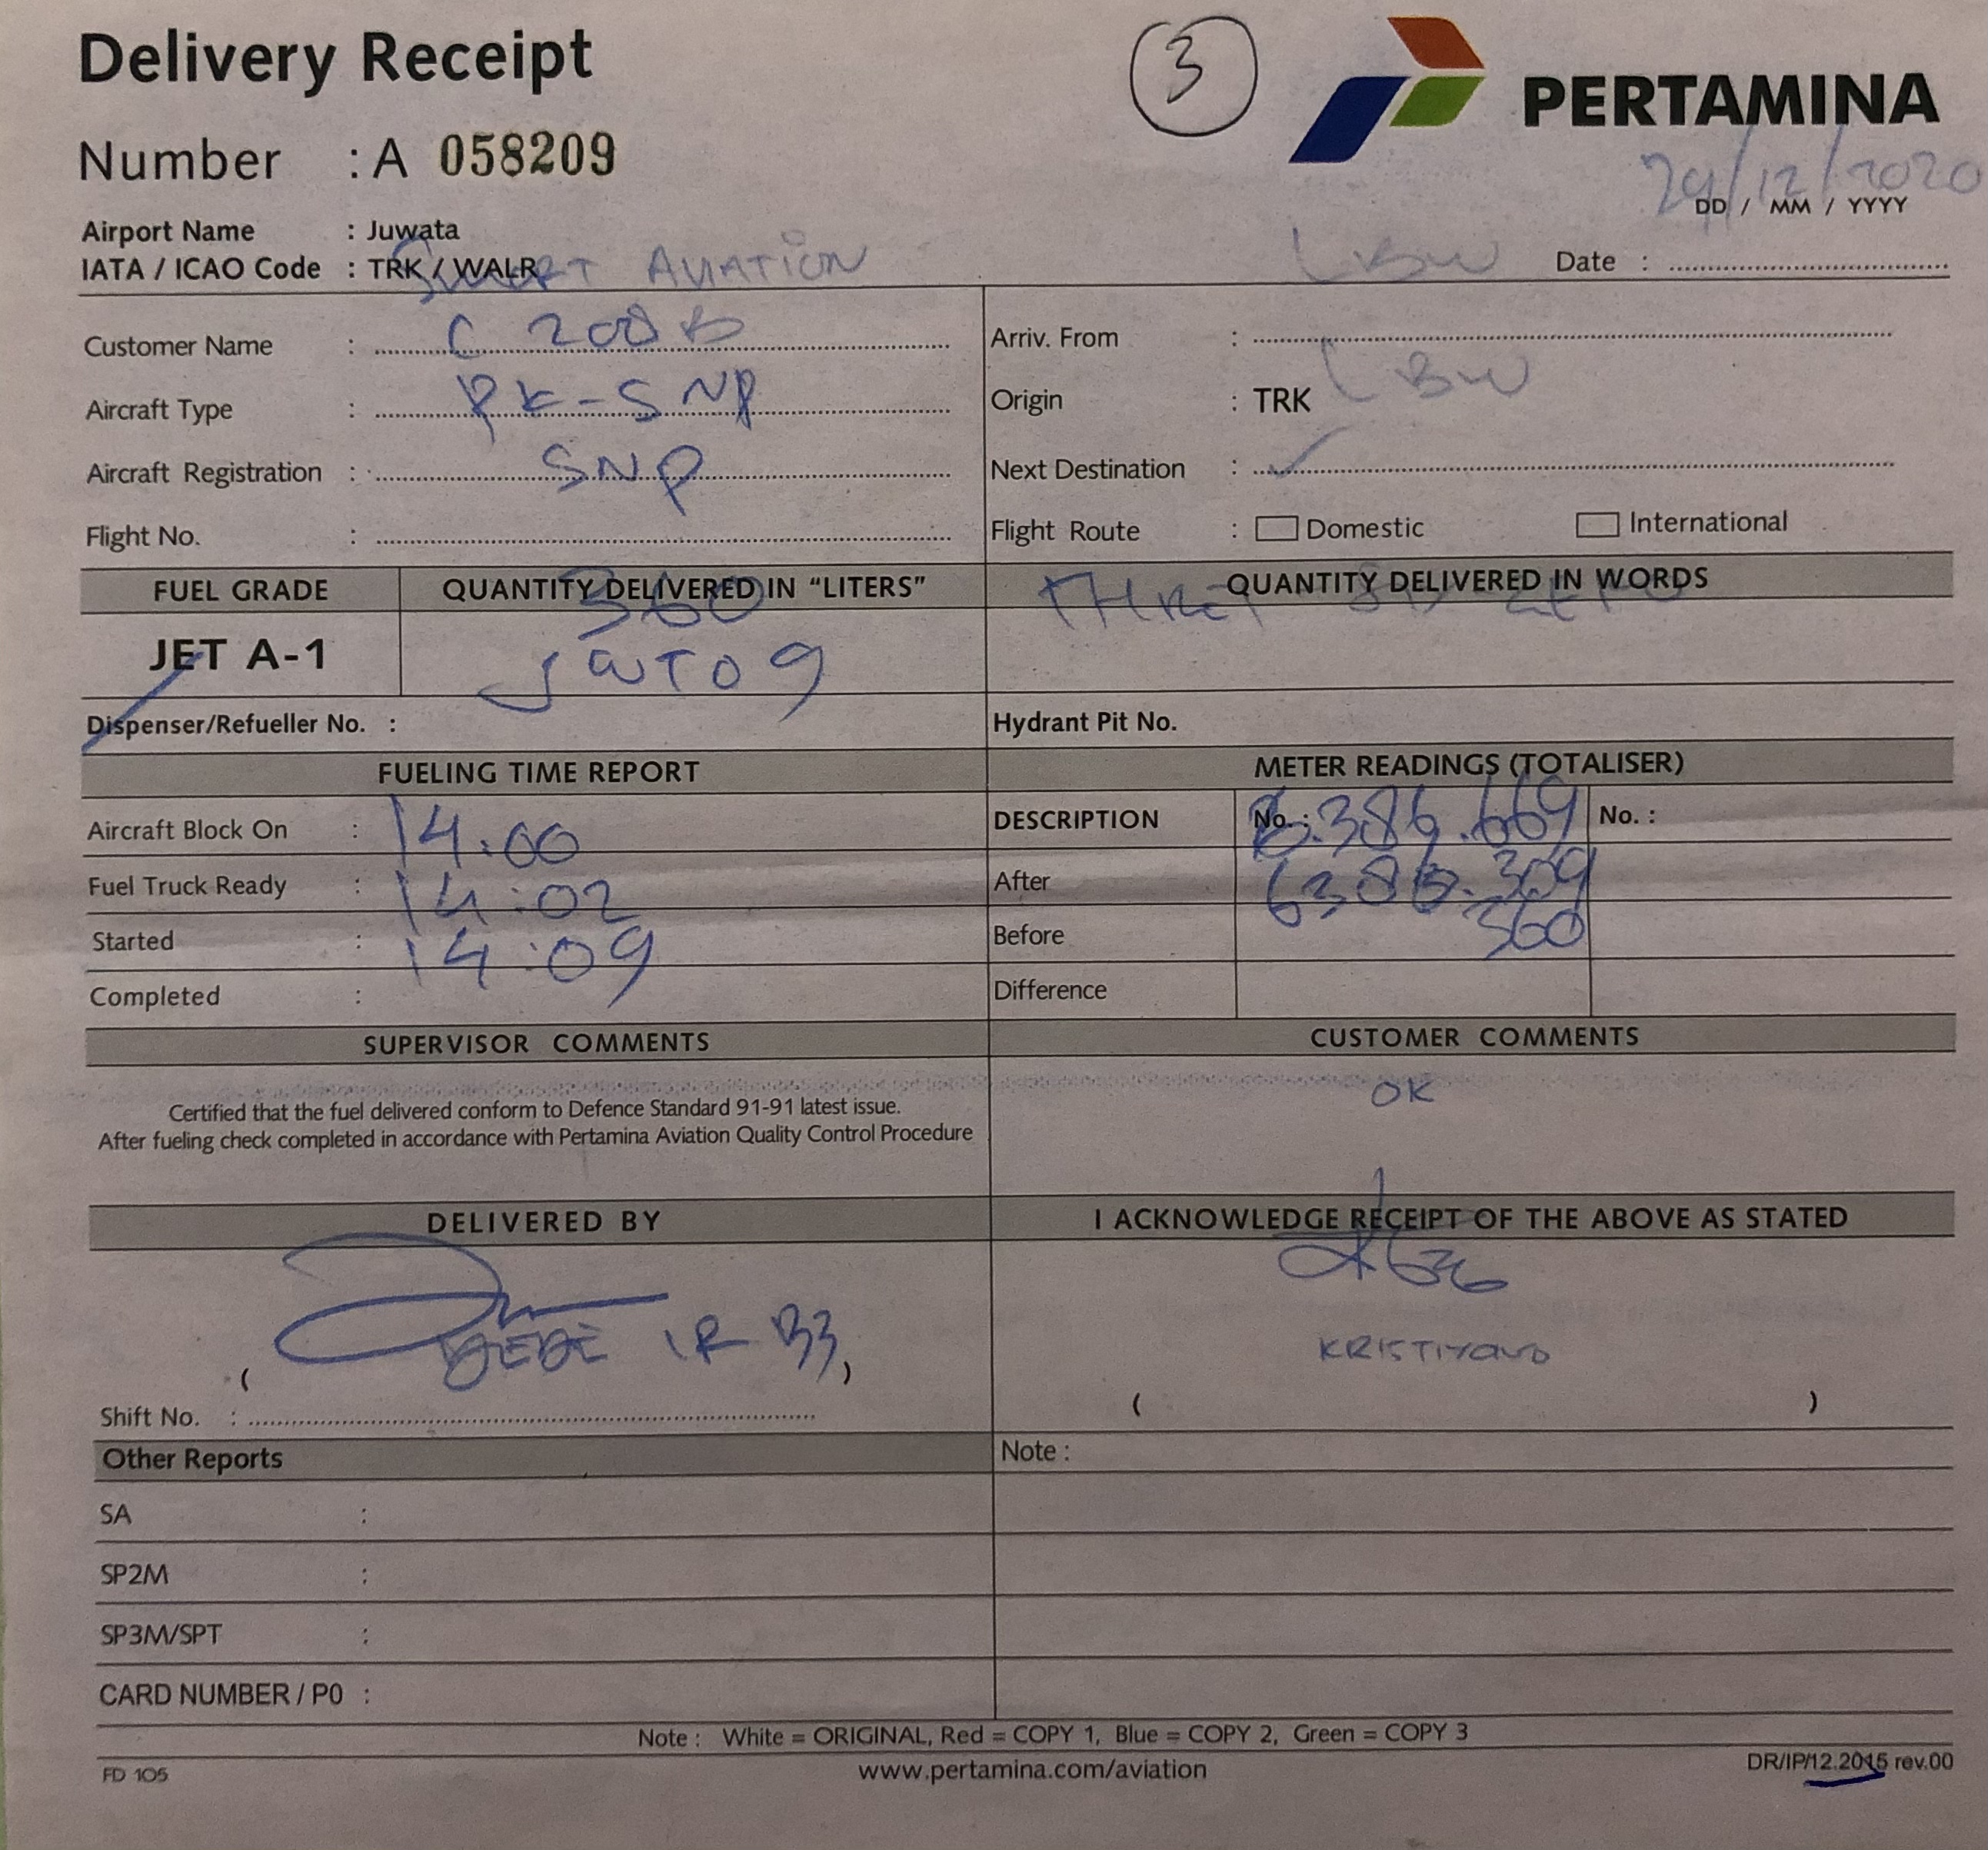 Delivery Receipt
3
PERTAMINA
Number : A 058209
29/12/2020
DD / MM / YYYY
Airport Name : Juwata
IATA / ICAO Code : TRK / WALR
SMART AVIATION
LBW
Date :
Customer Name : C 208 B
Arriv. From :
Aircraft Type : PK-SNP
Origin : TRK
LBW
Aircraft Registration : SNP
Next Destination : ✓
Flight No. :
Flight Route : Domestic International
FUEL GRADE QUANTITY DELIVERED IN "LITERS" QUANTITY DELIVERED IN WORDS
360
JET A-1
Dispenser/Refueller No. :
Hydrant Pit No.
FUELING TIME REPORT METER READINGS (TOTALISER)
Aircraft Block On : 14.00
DESCRIPTION No. : 6.386.669 No. :
Fuel Truck Ready : 14:02
After 6386.309
Started : 14:09
Before 360
Completed :
Difference
SUPERVISOR COMMENTS CUSTOMER COMMENTS
OK
Certified that the fuel delivered conform to Defence Standard 91-91 latest issue.
After fueling check completed in accordance with Pertamina Aviation Quality Control Procedure
DELIVERED BY I ACKNOWLEDGE RECEIPT OF THE ABOVE AS STATED
KRISTIYONO
( )
( )
Shift No. :
Other Reports
Note :
SA :
SP2M :
SP3M/SPT :
CARD NUMBER / P0 :
Note : White = ORIGINAL, Red = COPY 1, Blue = COPY 2, Green = COPY 3
FD 105
www.pertamina.com/aviation
DR/IP/12.2015 rev.00